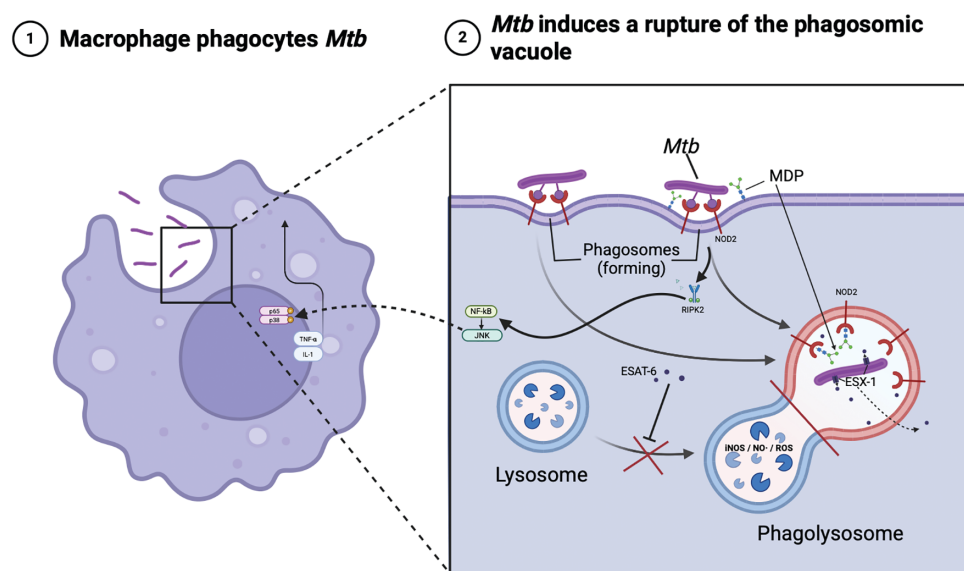 1
Macrophage phagocytes Mtb
2
Mtb induces a rupture of the phagosomic
vacuole
Mtb
MDP
NOD2
Phagosomes
(forming)
RIPK2
NOD2
p65
p38
NF-kB
JNK
TNF-α
IL-1
ESAT-6
ESX-1
iNOS / NO· / ROS
Lysosome
Phagolysosome